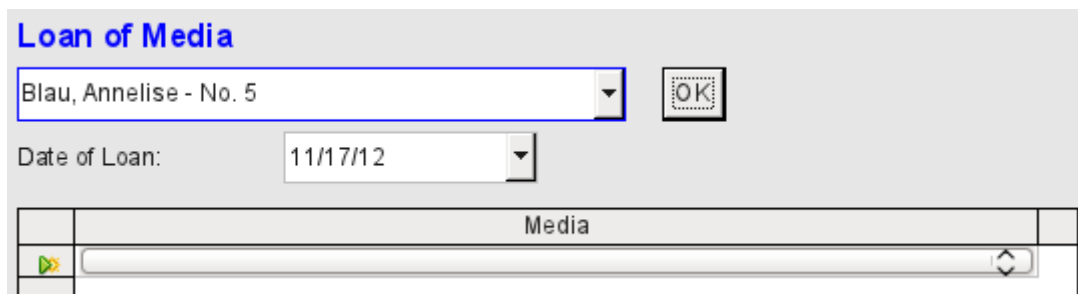 Loan of Media
Blau, Annelise - No. 5 OK
Date of Loan: 11/17/12
Media